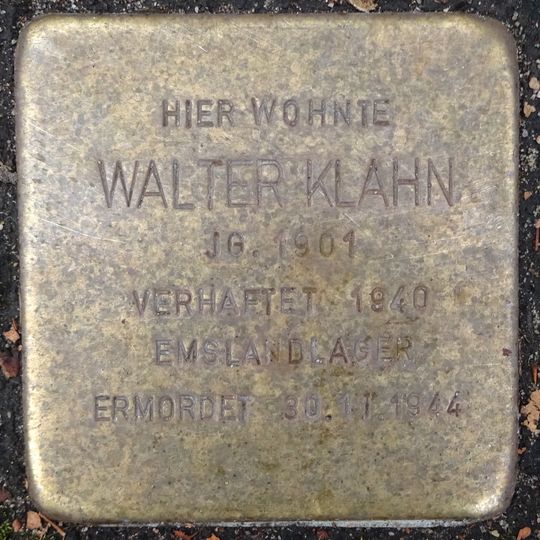 HIER WOHNTE
WALTER KLAHN
JG. 1901
VERHAFTET 1940
EMSLANDLAGER
ERMORDET 30.11.1944